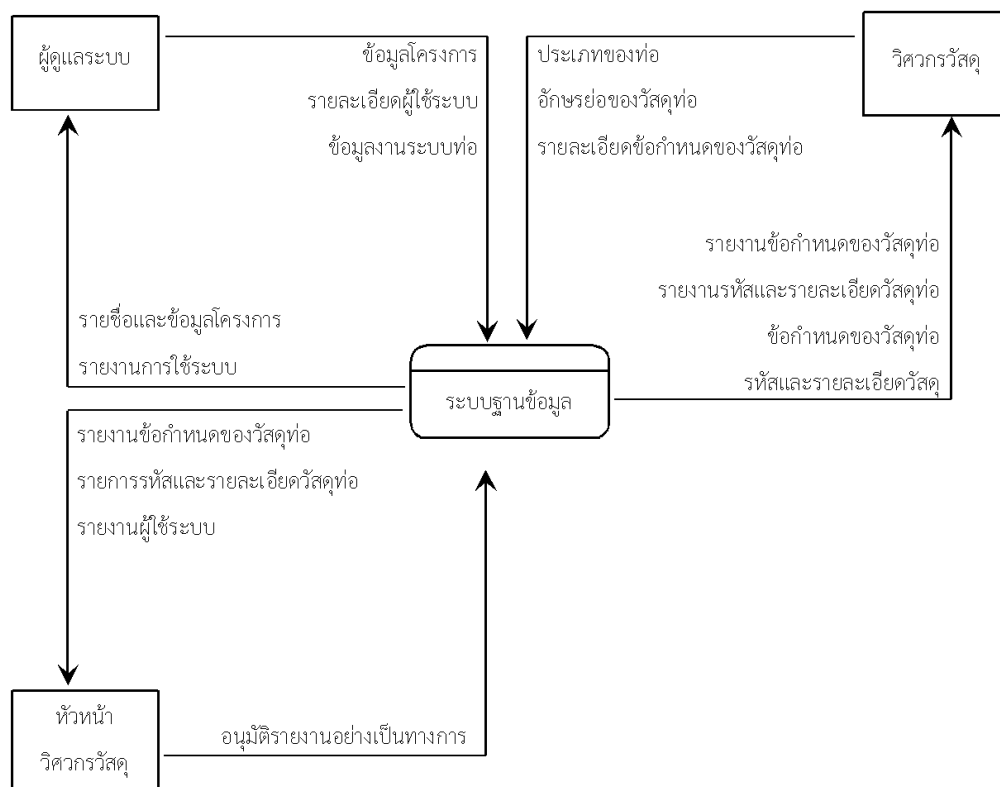 ผู้ดูแลระบบ
ข้อมูลโครงการ
รายละเอียดผู้ใช้ระบบ
ข้อมูลงานระบบท่อ
ประเภทของท่อ
อักษรย่อของวัสดุท่อ
รายละเอียดข้อกำหนดของวัสดุท่อ
วิศวกรวัสดุ
รายงานข้อกำหนดของวัสดุท่อ
รายงานรหัสและรายละเอียดวัสดุท่อ
ข้อกำหนดของวัสดุท่อ
รหัสและรายละเอียดวัสดุ
รายชื่อและข้อมูลโครงการ
รายงานการใช้ระบบ
ระบบฐานข้อมูล
รายงานข้อกำหนดของวัสดุท่อ
รายการรหัสและรายละเอียดวัสดุท่อ
รายงานผู้ใช้ระบบ
หัวหน้า
วิศวกรวัสดุ
อนุมัติรายงานอย่างเป็นทางการ